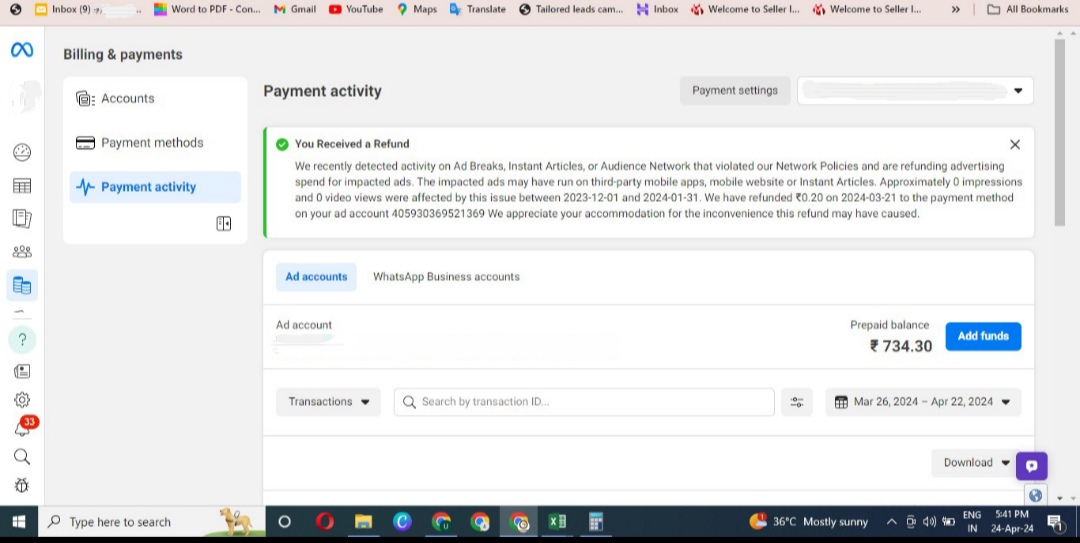 Inbox (9)
Word to PDF - Con...
Gmail
YouTube
Maps
Translate
Tailored leads cam...
Inbox
Welcome to Seller I...
Welcome to Seller I...
»
All Bookmarks
Billing & payments
Accounts
Payment methods
Payment activity
Payment activity
Payment settings
You Received a Refund
We recently detected activity on Ad Breaks, Instant Articles, or Audience Network that violated our Network Policies and are refunding advertising
spend for impacted ads. The impacted ads may have run on third-party mobile apps, mobile website or Instant Articles. Approximately 0 impressions
and 0 video views were affected by this issue between 2023-12-01 and 2024-01-31. We have refunded ₹0.20 on 2024-03-21 to the payment method
on your ad account 405930369521369 We appreciate your accommodation for the inconvenience this refund may have caused.
Ad accounts
WhatsApp Business accounts
Ad account
Prepaid balance
₹ 734.30
Add funds
Transactions
Search by transaction ID...
Mar 26, 2024 – Apr 22, 2024
Download
33
Type here to search
36°C Mostly sunny
ENG
IN
5:41 PM
24-Apr-24
1